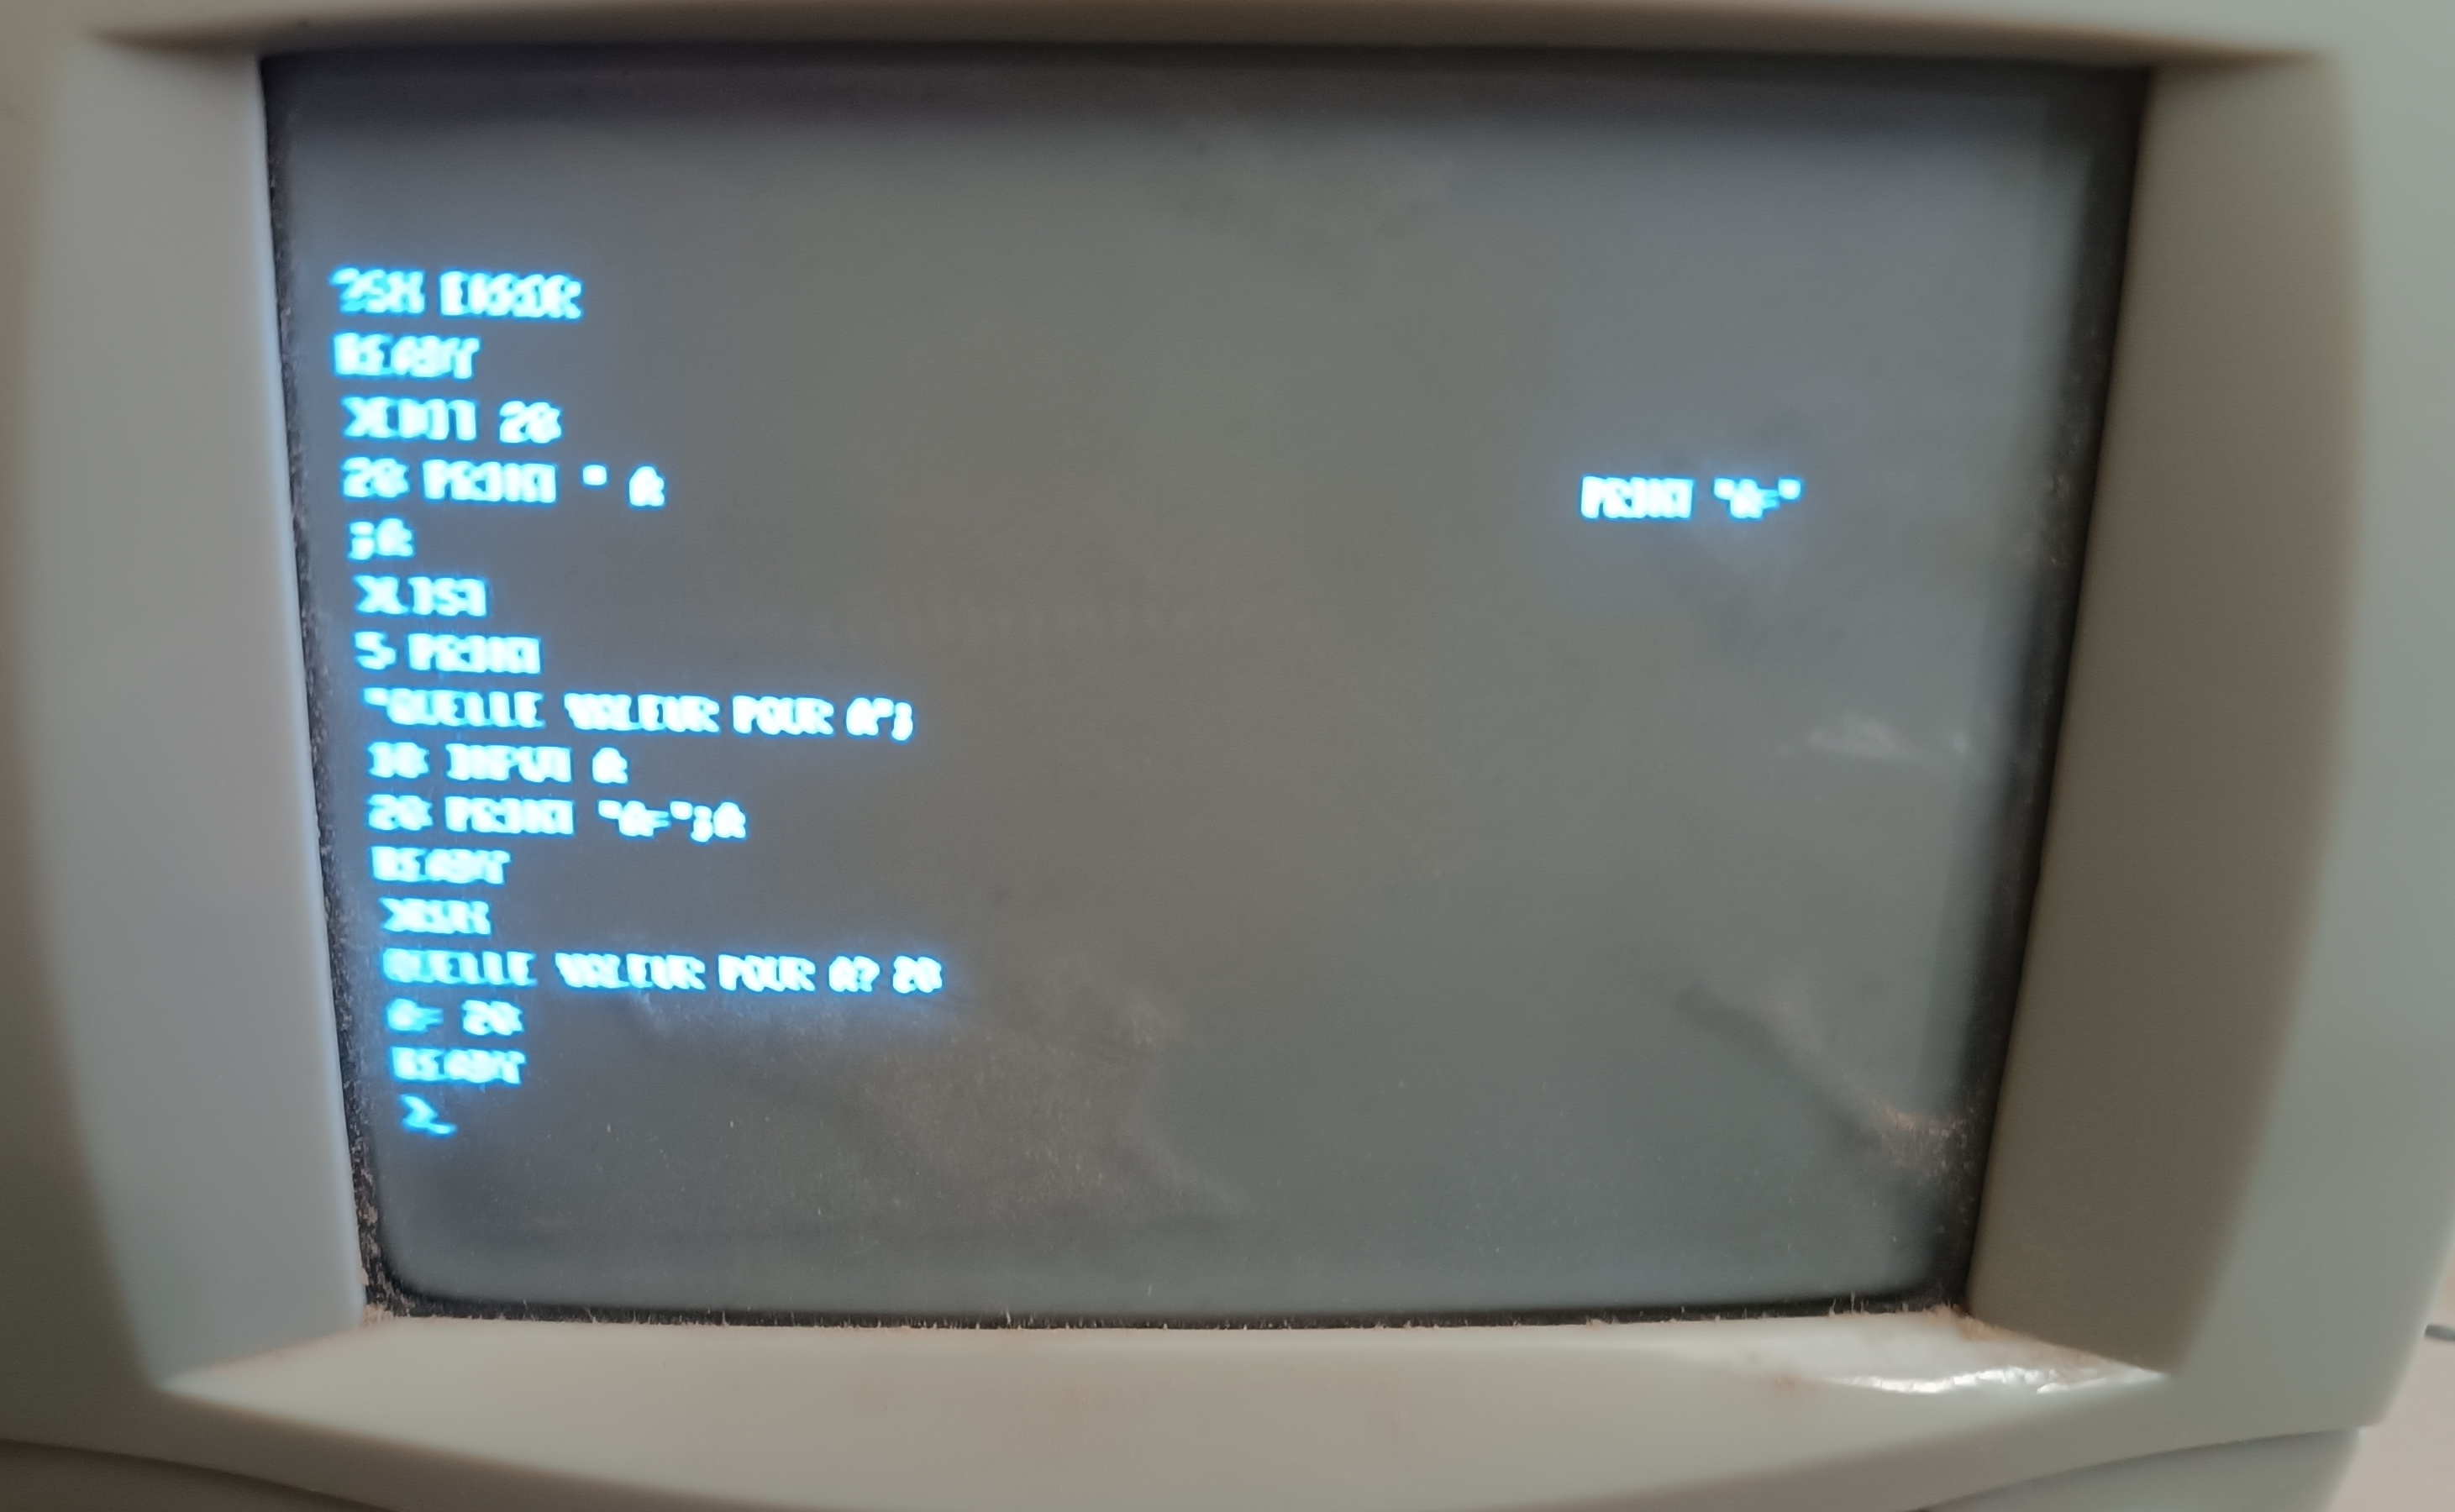 ?SN ERROR
READY
>EDIT 20
20 PRINT " A PRINT "A="
;A
>LIST
5 PRINT
"QUELLE VALEUR POUR A";
10 INPUT A
20 PRINT "A=";A
READY
>RUN
QUELLE VALEUR POUR A? 20
A= 20
READY
>_